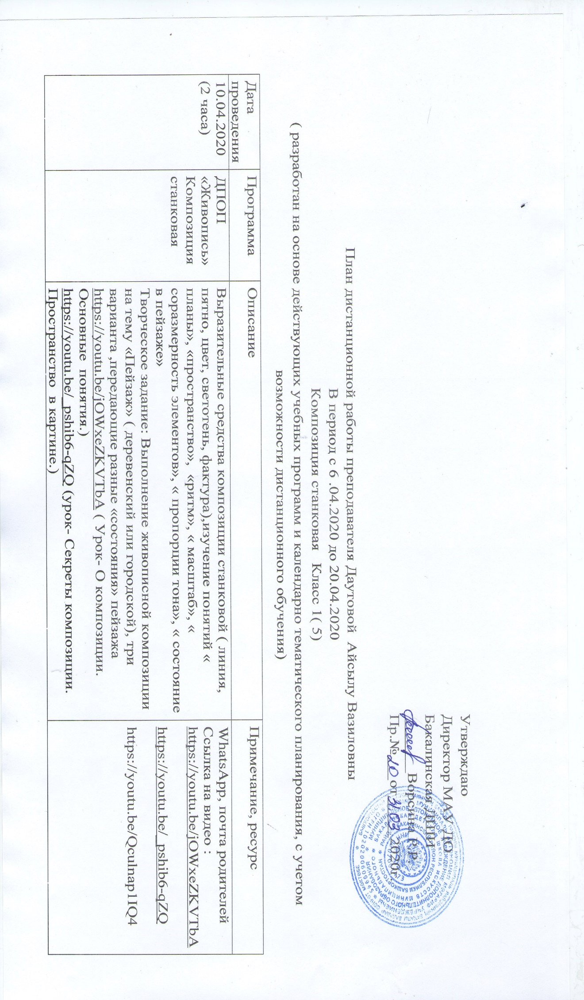 Утверждаю
Директор МАУ ДО
Бакалинская ДШИ
Ворсина Р.Р
Пр.№ 20 от 31.03 2020г.
План дистанционной работы преподавателя Даутовой Айсылу Вазиловны
В период с 6 .04.2020 до 20.04.2020
Композиция станковая Класс 1( 5)
( разработан на основе действующих учебных программ и календарно тематического планирования, с учетом
возможности дистанционного обучения)
Дата
проведения
Программа
Описание
Примечание, ресурс
10.04.2020
(2 часа)
ДПОП
«Живопись»
Композиция
станковая
Выразительные средства композиции станковой ( линия,
пятно, цвет, светотень, фактура),изучение понятий «
планы», «пространство», «ритм», « масштаб», «
соразмерность элементов», « пропорции тона», « состояние
в пейзаже»
Творческое задание: Выполнение живописной композиции
на тему «Пейзаж» ( деревенский или городской), три
варианта ,передающие разные «состояния» пейзажа
https://youtu.be/jOWxeZKVTbA ( Урок- О композиции.
Основные понятия.)
https://youtu.be/_pshib6-qZQ (урок- Секреты композиции.
Пространство в картине.)
WhatsApp, почта родителей
Ссылка на видео :
https://youtu.be/jOWxeZKVTbA
https://youtu.be/_pshib6-qZQ
https://youtu.be/Qculnap1IQ4